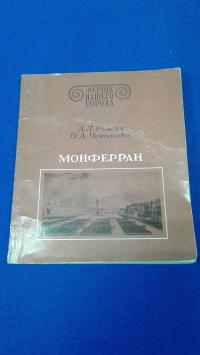 ЗОДЧИЕ
НАШЕГО
ГОРОДА
А. Л. Ротач
О. А. Чеканова
МОНФЕРРАН